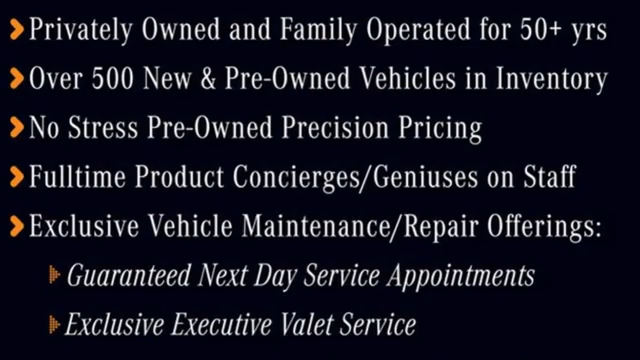 Privately Owned and Family Operated for 50+ yrs
Over 500 New & Pre-Owned Vehicles in Inventory
No Stress Pre-Owned Precision Pricing
Fulltime Product Concierges/Geniuses on Staff
Exclusive Vehicle Maintenance/Repair Offerings:
Guaranteed Next Day Service Appointments
Exclusive Executive Valet Service